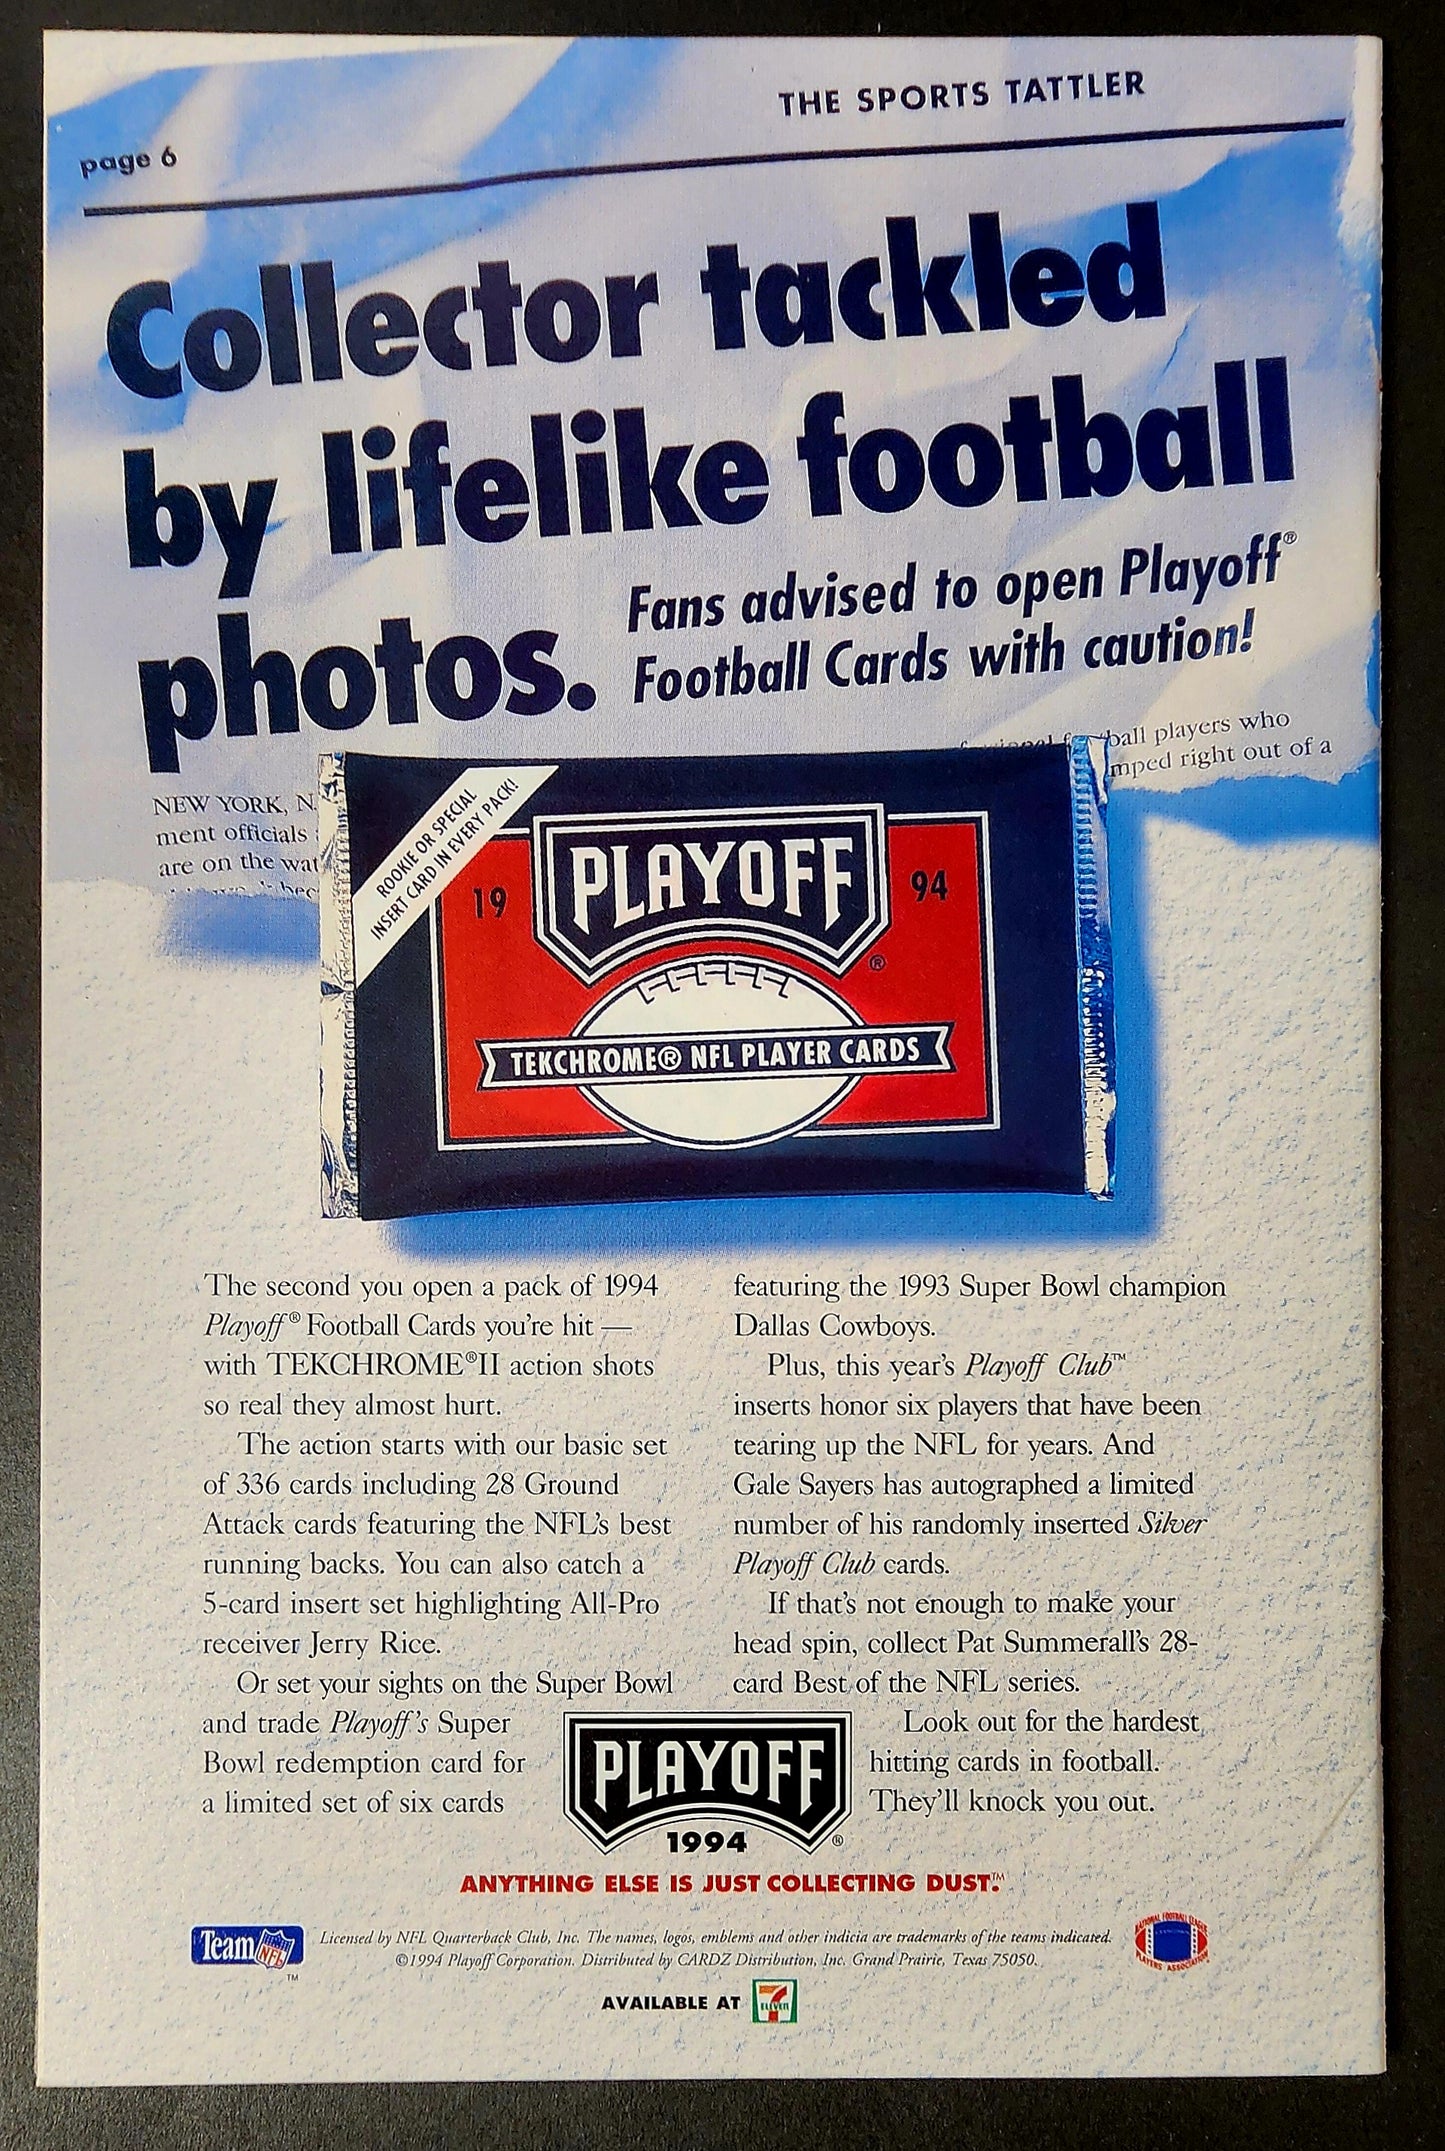 THE SPORTS TATTLER
page 6
Collector tackled
by lifelike football
photos.
Fans advised to open Playoff®
Football Cards with caution!
ball players who
mped right out of a
NEW YORK, N.
ment officials
are on the wat
ROOKIE OR SPECIAL
INSERT CARD IN EVERY PACK!
19 PLAYOFF® 94
TEKCHROME® NFL PLAYER CARDS
The second you open a pack of 1994
Playoff® Football Cards you're hit —
with TEKCHROME®II action shots
so real they almost hurt.
The action starts with our basic set
of 336 cards including 28 Ground
Attack cards featuring the NFL's best
running backs. You can also catch a
5-card insert set highlighting All-Pro
receiver Jerry Rice.
Or set your sights on the Super Bowl
and trade Playoff's Super
Bowl redemption card for
a limited set of six cards
featuring the 1993 Super Bowl champion
Dallas Cowboys.
Plus, this year's Playoff Club™
inserts honor six players that have been
tearing up the NFL for years. And
Gale Sayers has autographed a limited
number of his randomly inserted Silver
Playoff Club cards.
If that's not enough to make your
head spin, collect Pat Summerall's 28-
card Best of the NFL series.
Look out for the hardest
hitting cards in football.
They'll knock you out.
PLAYOFF
1994 ®
ANYTHING ELSE IS JUST COLLECTING DUST.™
Team NFL ™
Licensed by NFL Quarterback Club, Inc. The names, logos, emblems and other indicia are trademarks of the teams indicated.
©1994 Playoff Corporation. Distributed by CARDZ Distribution, Inc. Grand Prairie, Texas 75050.
NATIONAL FOOTBALL LEAGUE
PLAYERS ASSOCIATION
AVAILABLE AT 7 ELEVEN